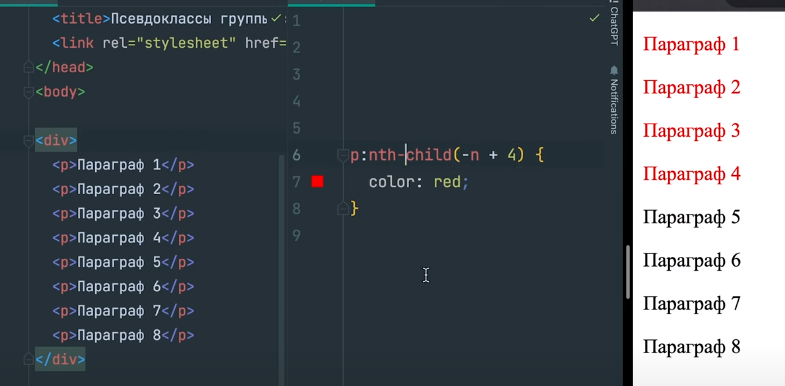 <title>Псевдоклассы группы
<link rel="stylesheet" href=
</head>
<body>
<div>
<p>Параграф 1</p>
<p>Параграф 2</p>
<p>Параграф 3</p>
<p>Параграф 4</p>
<p>Параграф 5</p>
<p>Параграф 6</p>
<p>Параграф 7</p>
<p>Параграф 8</p>
</div>
1
2
3
4
5
6 p:nth-child(-n + 4) {
7 color: red;
8 }
9
ChatGPT
Notifications
Параграф 1
Параграф 2
Параграф 3
Параграф 4
Параграф 5
Параграф 6
Параграф 7
Параграф 8